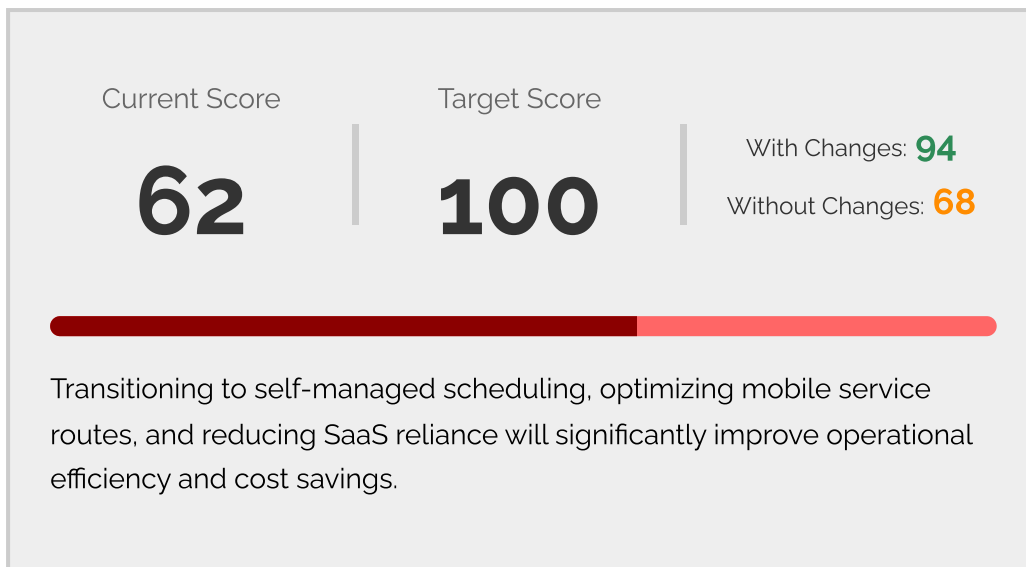 Current Score
62
Target Score
100
With Changes: 94
Without Changes: 68
Transitioning to self-managed scheduling, optimizing mobile service
routes, and reducing SaaS reliance will significantly improve operational
efficiency and cost savings.